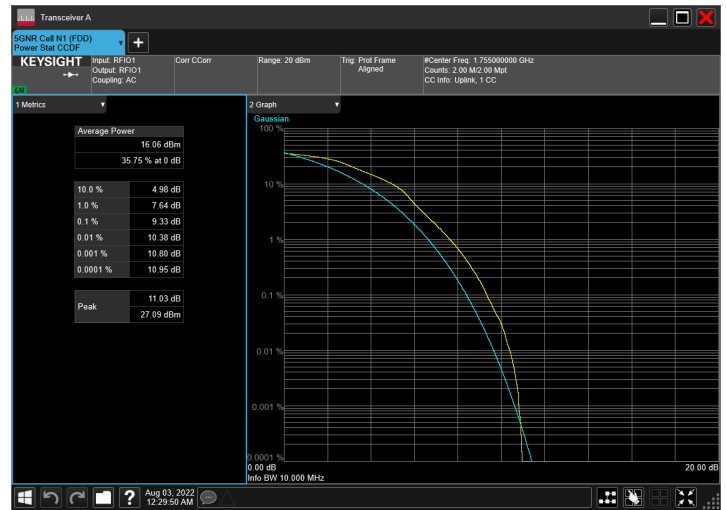 Transceiver A
5GNR Cell N1 (FDD)
Power Stat CCDF
KEYSIGHT
LXI
Input: RFIO1
Output: RFIO1
Coupling: AC
Corr CCorr
Range: 20 dBm
Trig: Prot Frame
Aligned
#Center Freq: 1.755000000 GHz
Counts: 2.00 M/2.00 Mpt
CC Info: Uplink, 1 CC
1 Metrics
Average Power
16.06 dBm
35.75 % at 0 dB
10.0 % 4.98 dB
1.0 % 7.64 dB
0.1 % 9.33 dB
0.01 % 10.38 dB
0.001 % 10.80 dB
0.0001 % 10.95 dB
Peak
11.03 dB
27.09 dBm
2 Graph
Gaussian
100 %
10 %
1 %
0.1 %
0.01 %
0.001 %
0.0001 %
0.00 dB
20.00 dB
Info BW 10.000 MHz
?
Aug 03, 2022
12:29:50 AM